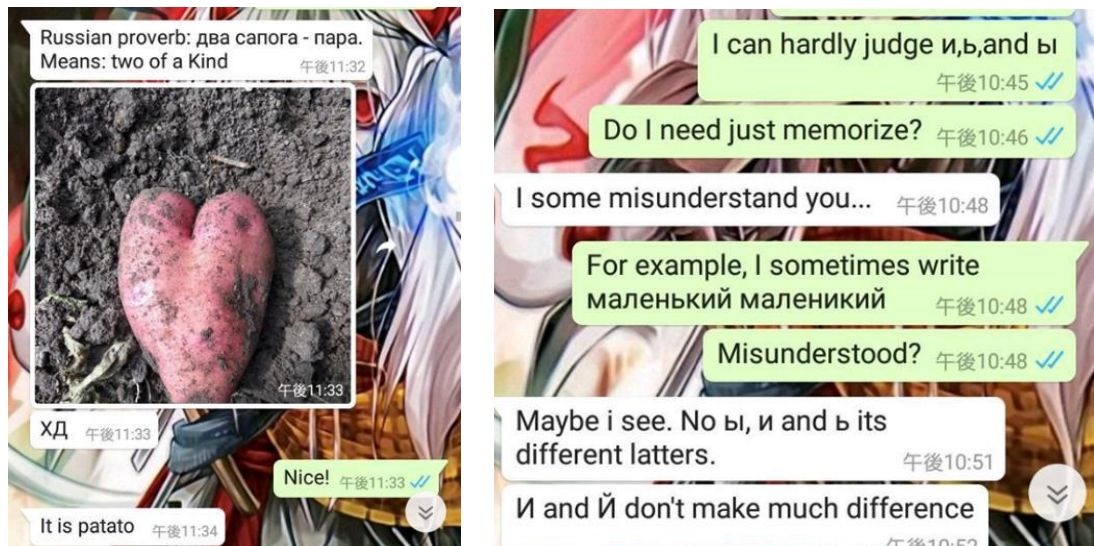 Russian proverb: два сапога - пара.
Means: two of a Kind
午後11:32
午後11:33
ХД 午後11:33
Nice! 午後11:33
It is patato 午後11:34
I can hardly judge и,ь,and ы
午後10:45
Do I need just memorize? 午後10:46
I some misunderstand you... 午後10:48
For example, I sometimes write
маленький маленикий 午後10:48
Misunderstood? 午後10:48
Maybe i see. No ы, и and ь its
different latters. 午後10:51
И and Й don't make much difference